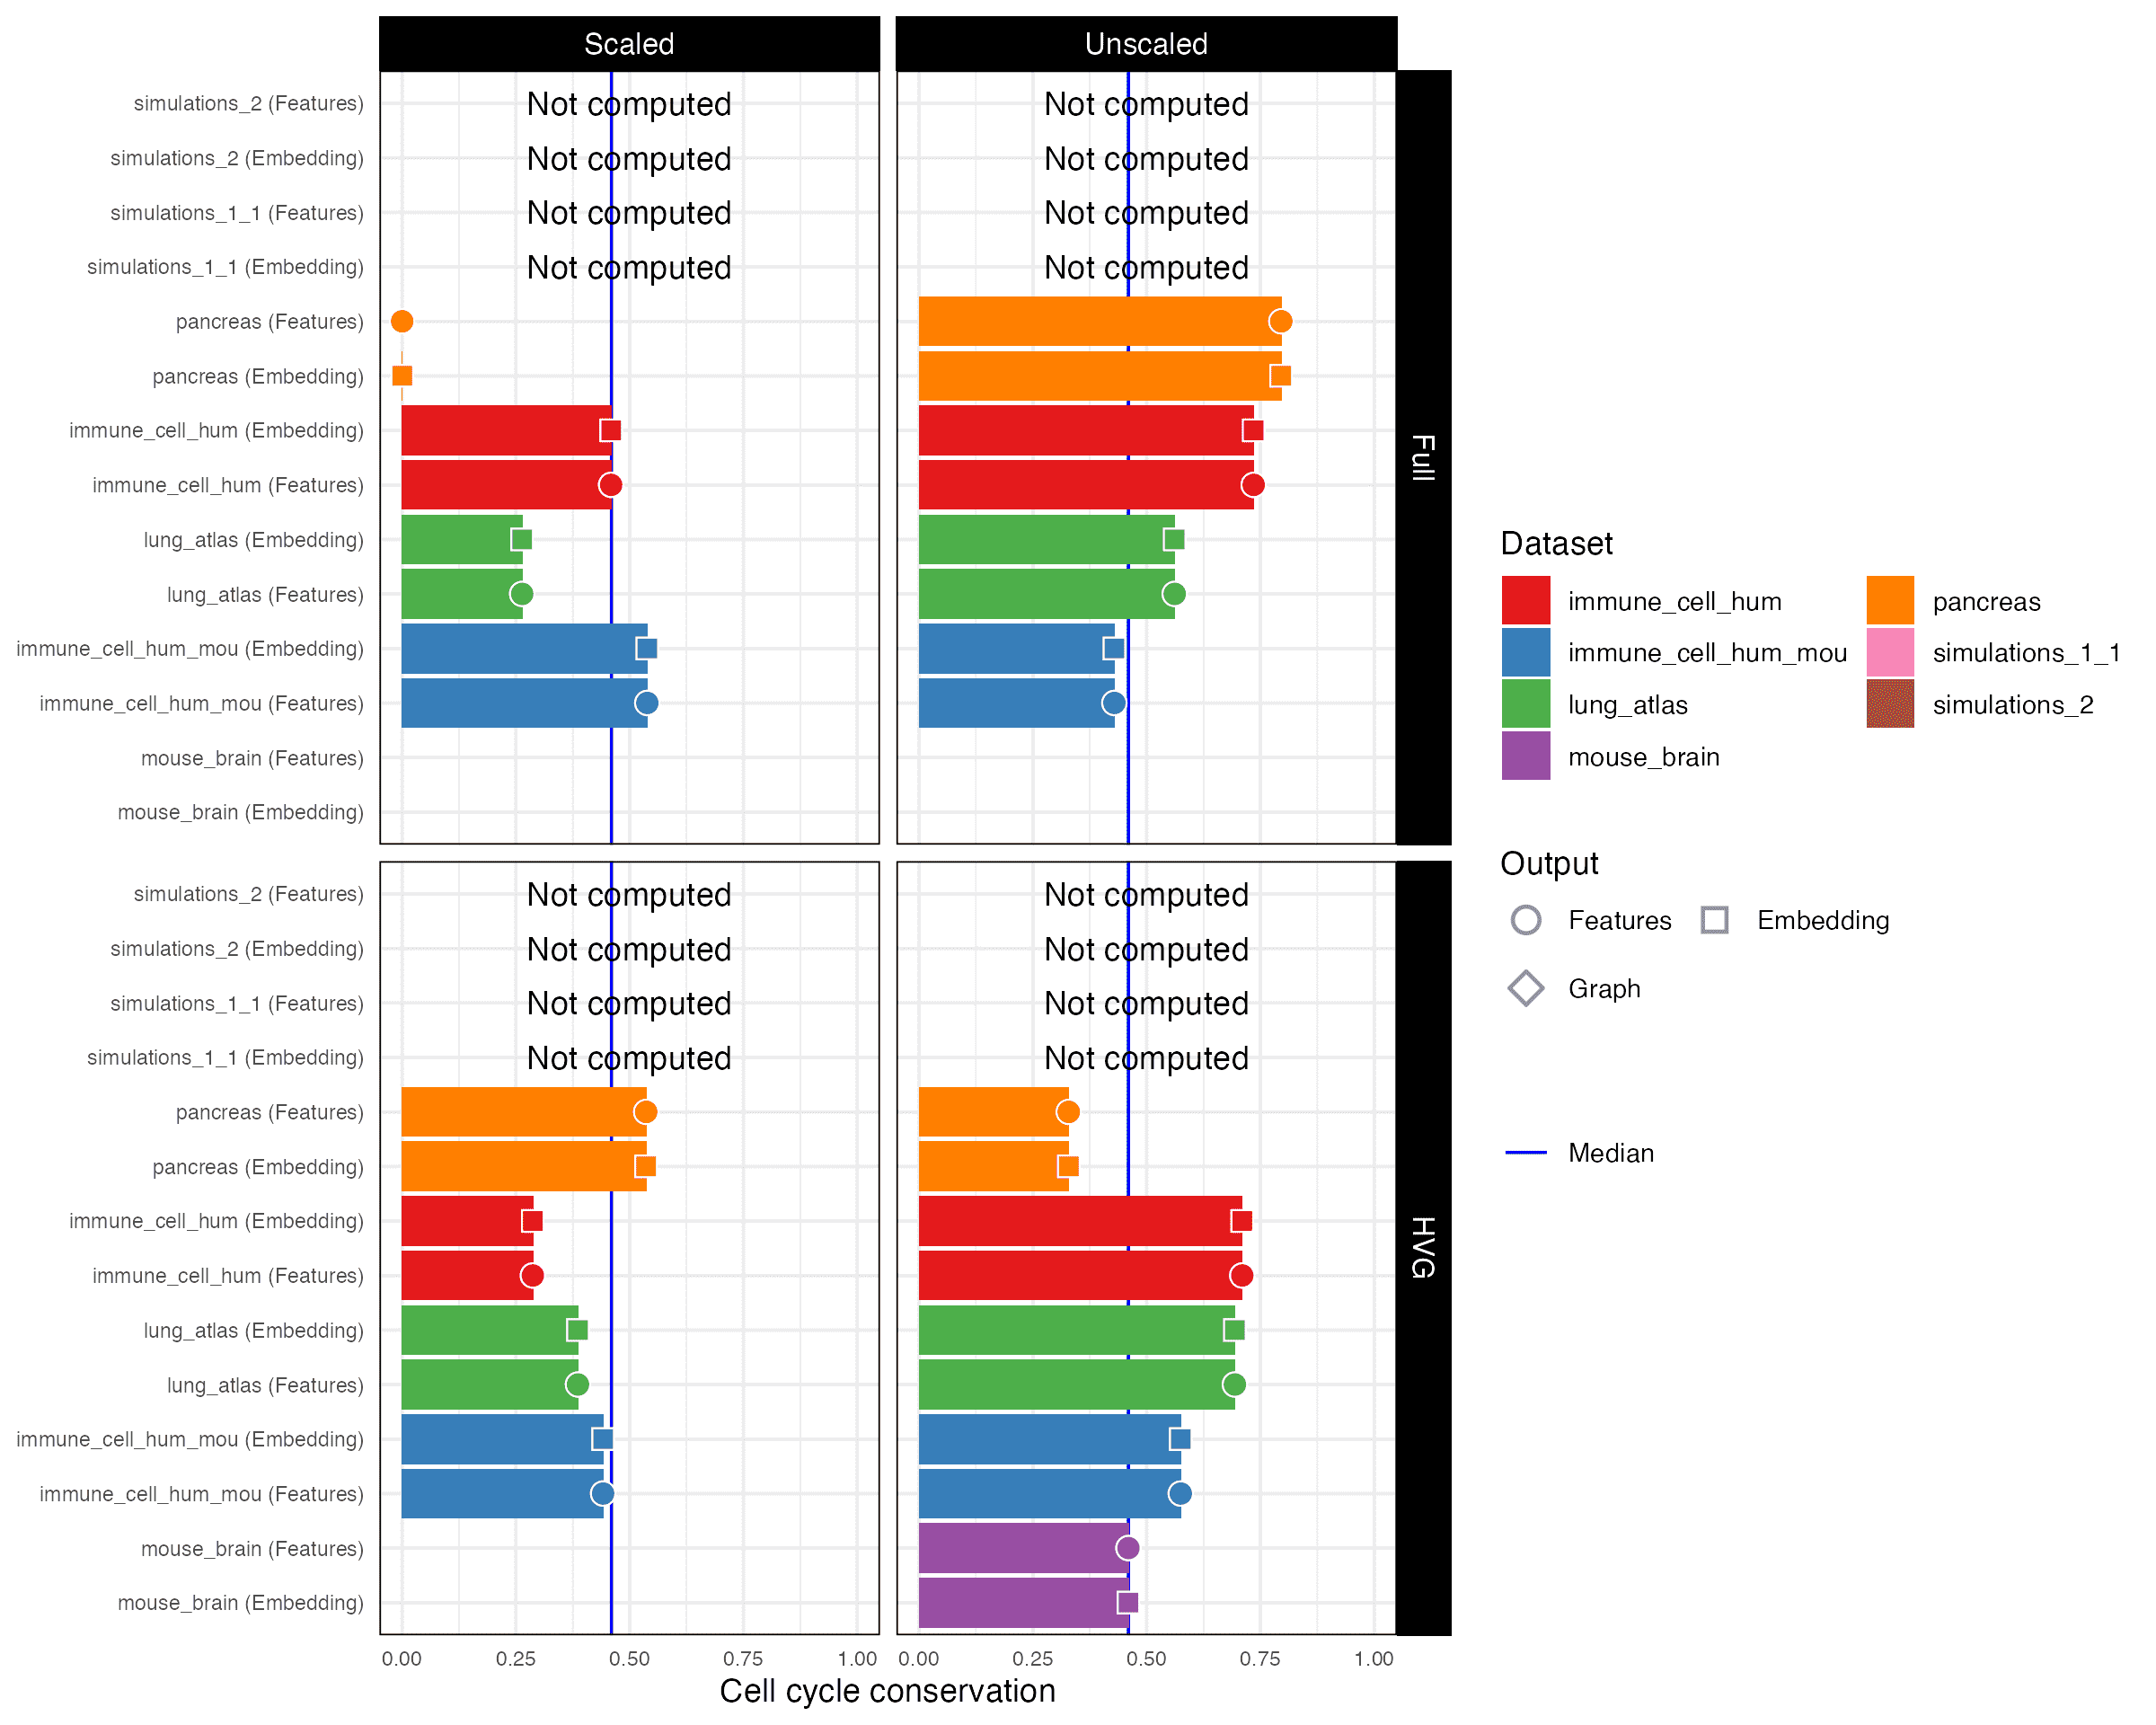 Scaled
Unscaled
simulations_2 (Features)
Not computed
Not computed
simulations_2 (Embedding)
Not computed
Not computed
simulations_1_1 (Features)
Not computed
Not computed
simulations_1_1 (Embedding)
Not computed
Not computed
pancreas (Features)
pancreas (Embedding)
immune_cell_hum (Embedding)
immune_cell_hum (Features)
lung_atlas (Embedding)
lung_atlas (Features)
immune_cell_hum_mou (Embedding)
immune_cell_hum_mou (Features)
mouse_brain (Features)
mouse_brain (Embedding)
Full
simulations_2 (Features)
Not computed
Not computed
simulations_2 (Embedding)
Not computed
Not computed
simulations_1_1 (Features)
Not computed
Not computed
simulations_1_1 (Embedding)
Not computed
Not computed
pancreas (Features)
pancreas (Embedding)
immune_cell_hum (Embedding)
immune_cell_hum (Features)
lung_atlas (Embedding)
lung_atlas (Features)
immune_cell_hum_mou (Embedding)
immune_cell_hum_mou (Features)
mouse_brain (Features)
mouse_brain (Embedding)
HVG
0.00 0.25 0.50 0.75 1.00
0.00 0.25 0.50 0.75 1.00
Cell cycle conservation
Dataset
immune_cell_hum
pancreas
immune_cell_hum_mou
simulations_1_1
lung_atlas
simulations_2
mouse_brain
Output
Features
Embedding
Graph
Median